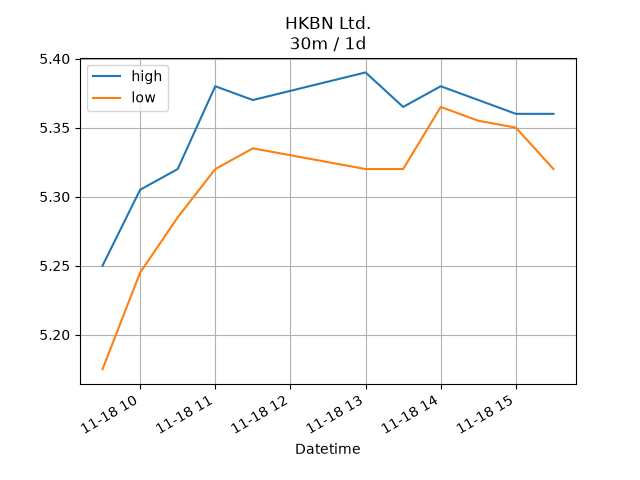 HKBN Ltd.
30m / 1d
high
low
5.40
5.35
5.30
5.25
5.20
11-18 10
11-18 11
11-18 12
11-18 13
11-18 14
11-18 15
Datetime